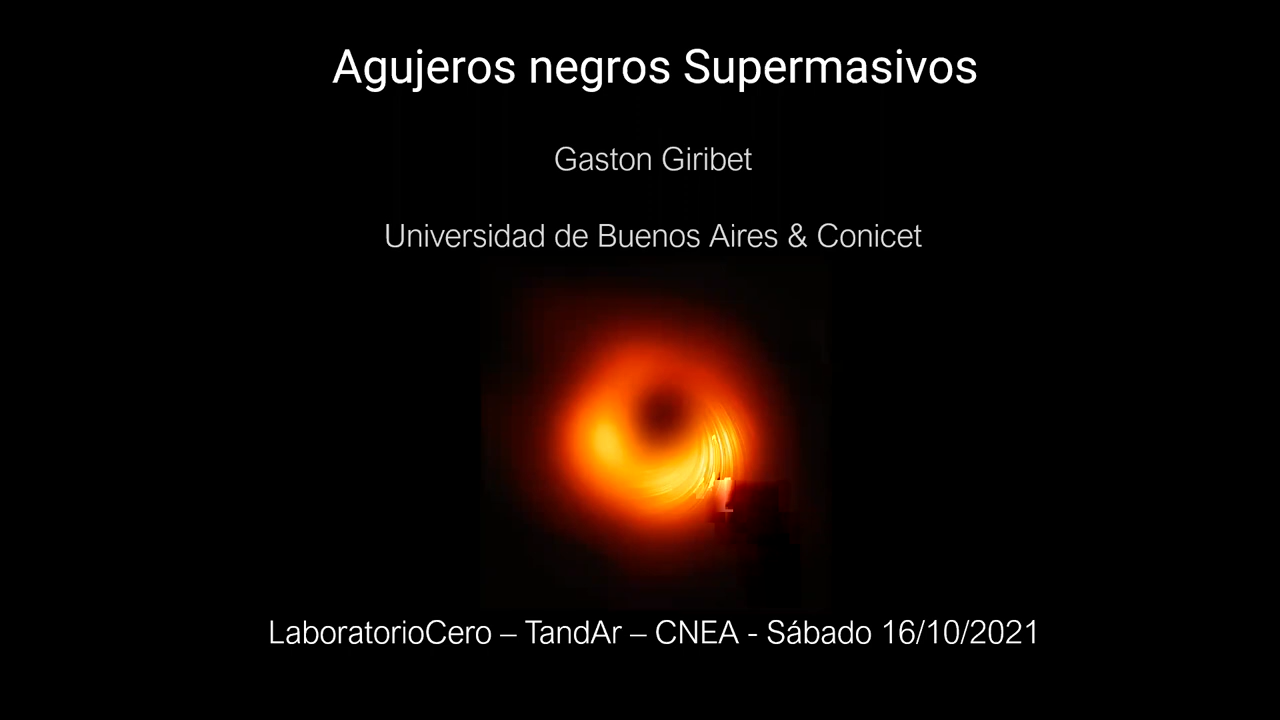 Agujeros negros Supermasivos
Gaston Giribet
Universidad de Buenos Aires & Conicet
LaboratorioCero – TandAr – CNEA - Sábado 16/10/2021